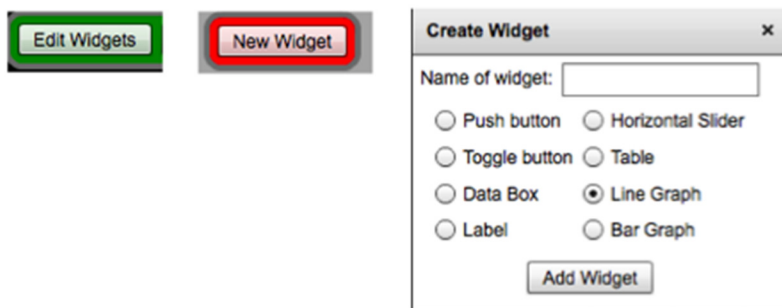 Edit Widgets
New Widget
Create Widget ×
Name of widget:
Push button Horizontal Slider
Toggle button Table
Data Box Line Graph
Label Bar Graph
Add Widget